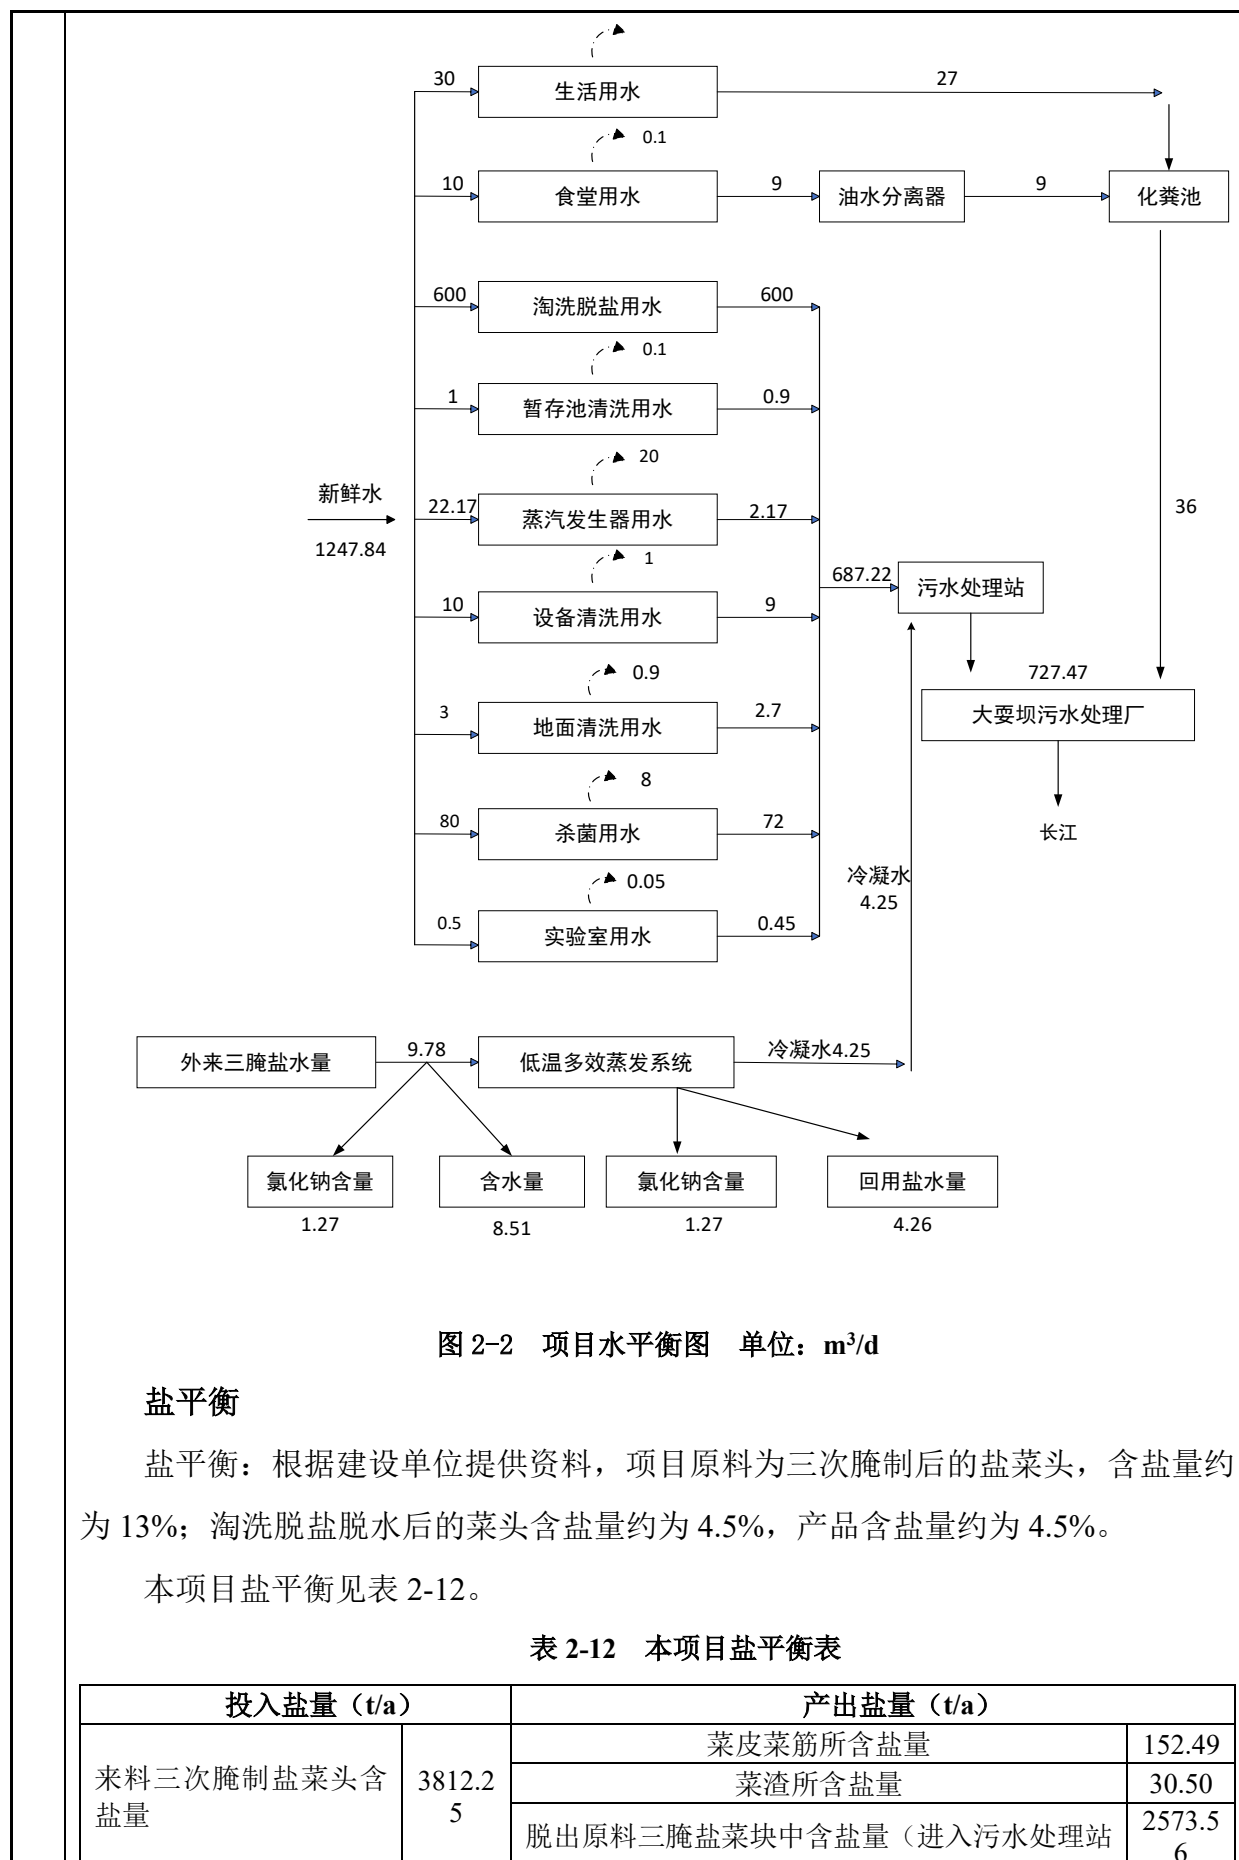 30
生活用水
27
0.1
10
食堂用水
9
油水分离器
9
化粪池
600
淘洗脱盐用水
600
0.1
1
暂存池清洗用水
0.9
20
新鲜水
1247.84
22.17
蒸汽发生器用水
2.17
36
1
687.22
污水处理站
10
设备清洗用水
9
0.9
727.47
3
地面清洗用水
2.7
大耍坝污水处理厂
8
80
杀菌用水
72
长江
0.05
冷凝水
4.25
0.5
实验室用水
0.45
外来三腌盐水量
9.78
低温多效蒸发系统
冷凝水4.25
氯化钠含量
含水量
氯化钠含量
回用盐水量
1.27
8.51
1.27
4.26
图 2-2 项目水平衡图 单位：m³/d
盐平衡
盐平衡：根据建设单位提供资料，项目原料为三次腌制后的盐菜头，含盐量约
为 13%；淘洗脱盐脱水后的菜头含盐量约为 4.5%，产品含盐量约为 4.5%。
本项目盐平衡见表 2-12。
表 2-12 本项目盐平衡表
投入盐量（t/a） 产出盐量（t/a）
来料三次腌制盐菜头含
盐量
3812.2
5
菜皮菜筋所含盐量 152.49
菜渣所含盐量 30.50
脱出原料三腌盐菜块中含盐量（进入污水处理站
2573.5
6